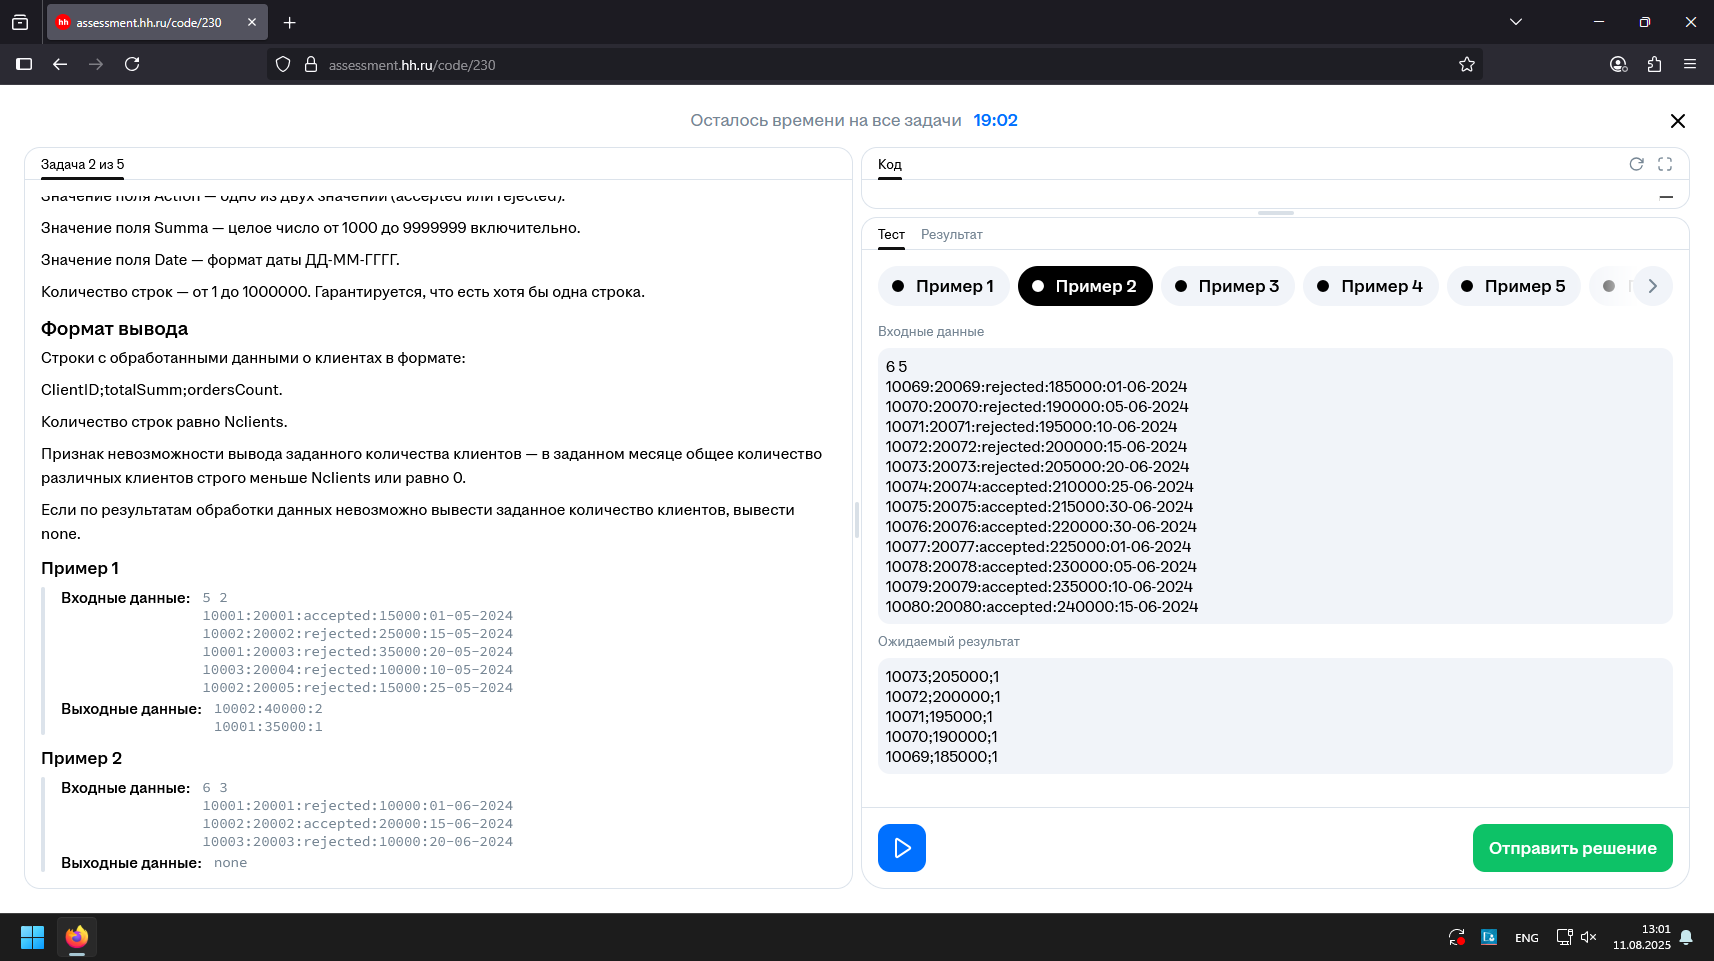 hh assessment.hh.ru/code/230
assessment.hh.ru/code/230
Осталось времени на все задачи 19:02
Задача 2 из 5
Значение поля Action — одно из двух значений (accepted или rejected).
Значение поля Summa — целое число от 1000 до 9999999 включительно.
Значение поля Date — формат даты ДД-ММ-ГГГГ.
Количество строк — от 1 до 1000000. Гарантируется, что есть хотя бы одна строка.
Формат вывода
Строки с обработанными данными о клиентах в формате:
ClientID;totalSumm;ordersCount.
Количество строк равно Nclients.
Признак невозможности вывода заданного количества клиентов — в заданном месяце общее количество
различных клиентов строго меньше Nclients или равно 0.
Если по результатам обработки данных невозможно вывести заданное количество клиентов, вывести
none.
Пример 1
Входные данные: 5 2
10001:20001:accepted:15000:01-05-2024
10002:20002:rejected:25000:15-05-2024
10001:20003:rejected:35000:20-05-2024
10003:20004:rejected:10000:10-05-2024
10002:20005:rejected:15000:25-05-2024
Выходные данные: 10002:40000:2
10001:35000:1
Пример 2
Входные данные: 6 3
10001:20001:rejected:10000:01-06-2024
10002:20002:accepted:20000:15-06-2024
10003:20003:rejected:10000:20-06-2024
Выходные данные: none
Код
Тест Результат
Пример 1 Пример 2 Пример 3 Пример 4 Пример 5
Входные данные
6 5
10069:20069:rejected:185000:01-06-2024
10070:20070:rejected:190000:05-06-2024
10071:20071:rejected:195000:10-06-2024
10072:20072:rejected:200000:15-06-2024
10073:20073:rejected:205000:20-06-2024
10074:20074:accepted:210000:25-06-2024
10075:20075:accepted:215000:30-06-2024
10076:20076:accepted:220000:30-06-2024
10077:20077:accepted:225000:01-06-2024
10078:20078:accepted:230000:05-06-2024
10079:20079:accepted:235000:10-06-2024
10080:20080:accepted:240000:15-06-2024
Ожидаемый результат
10073;205000;1
10072;200000;1
10071;195000;1
10070;190000;1
10069;185000;1
Отправить решение
ENG
13:01
11.08.2025